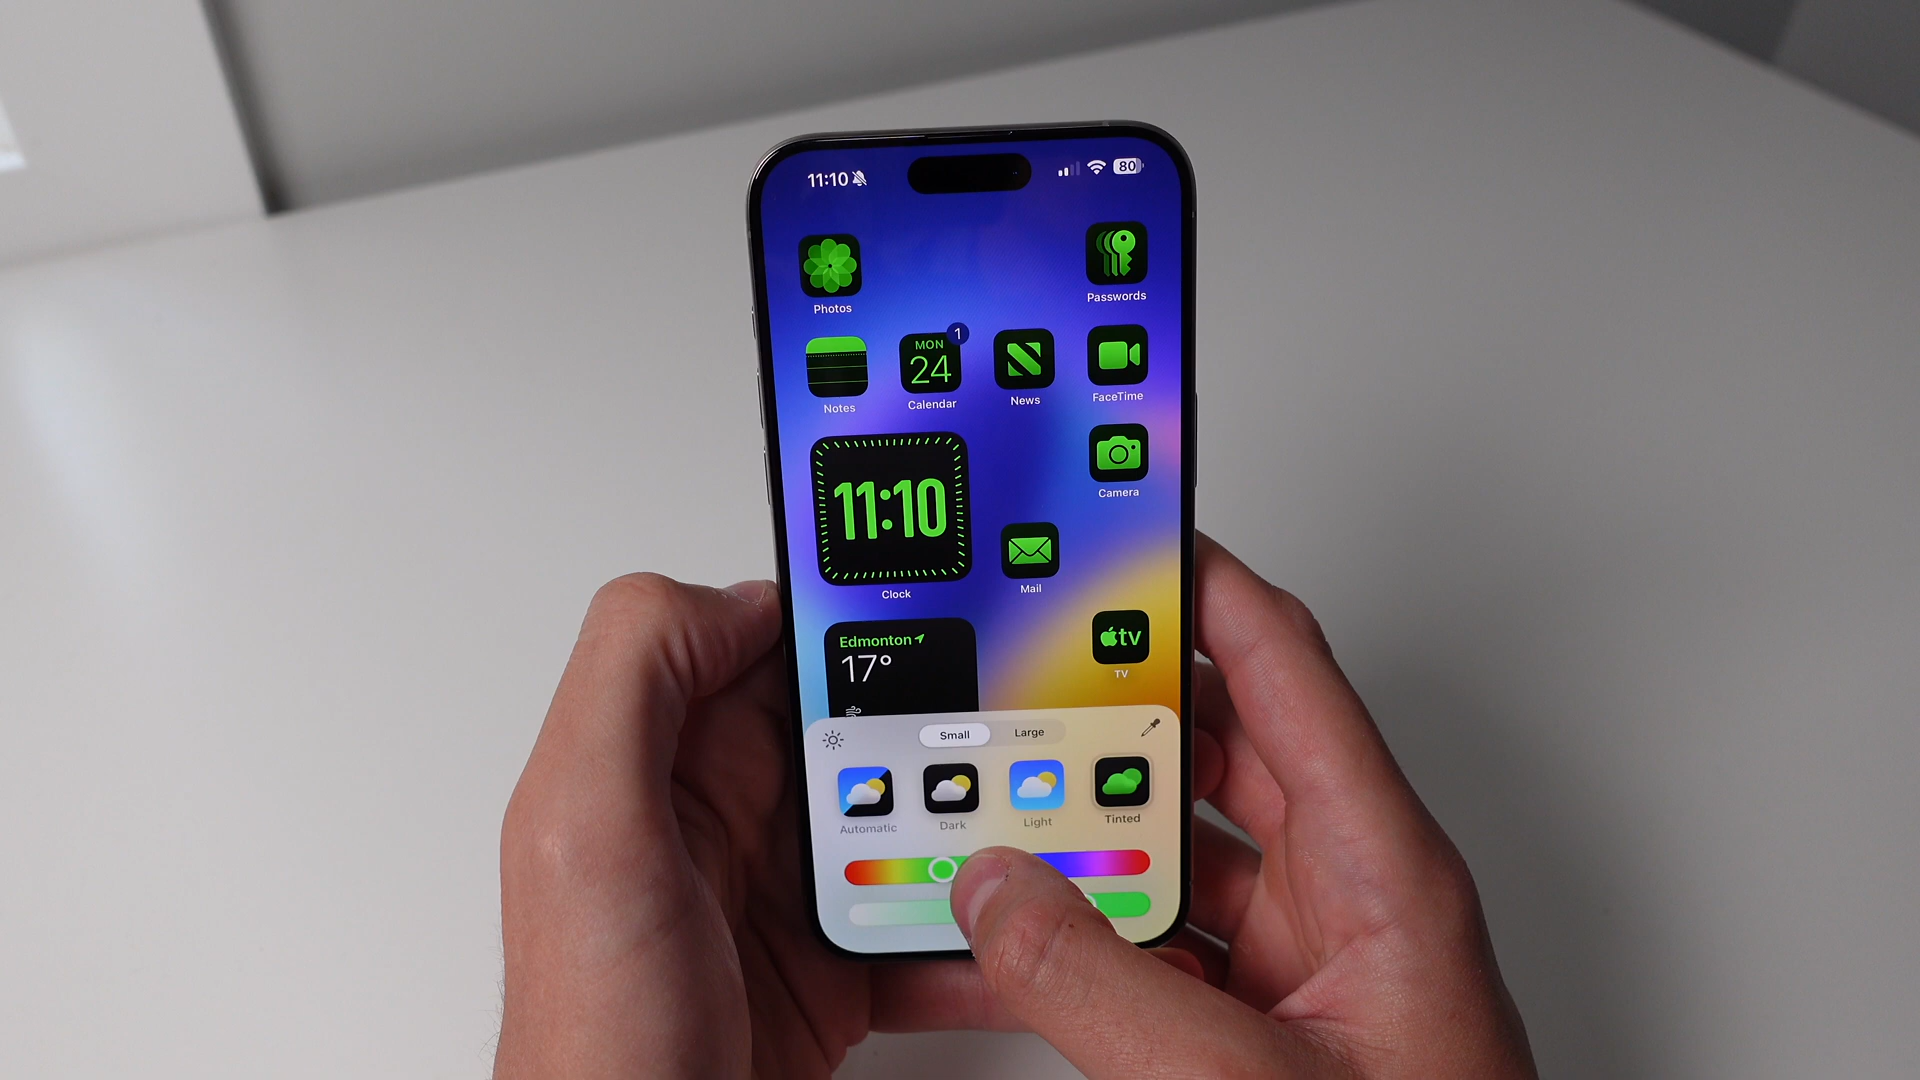 11:10
80
Photos
Passwords
MON
24
1
Notes
Calendar
News
FaceTime
11:10
Clock
Camera
Mail
Edmonton
17°
tv
TV
Small
Large
Automatic
Dark
Light
Tinted